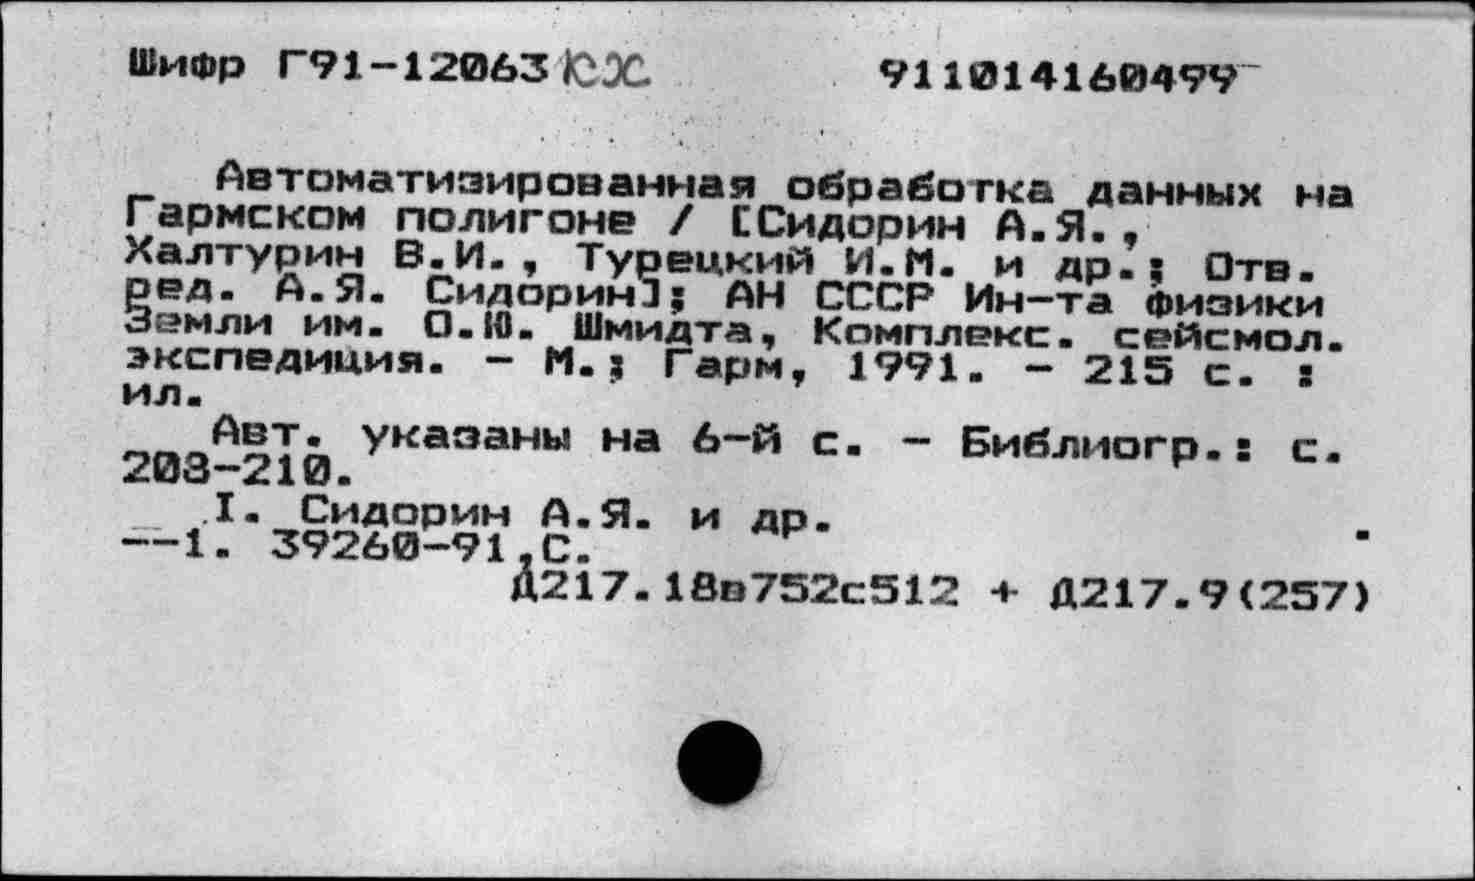 Шифр Г91-12063 КХ 911014160499
Автоматизированная обработка данных на
Гармском полигоне / [Сидорин А.Я.,
Халтурин В.И., Турецкий И.М. и др.; Отв.
ред. А.Я. Сидорин]; АН СССР Ин-та физики
Земли им. О.Ю. Шмидта, Комплекс. сейсмол.
экспедиция. - М.; Гарм, 1991. - 215 с. :
ил.
Авт. указаны на 6-й с. - Библиогр.: с.
208-210.
I. Сидорин А.Я. и др.
--1. 39260-91.С.
Д217.18в752с512 + Д217.9(257)